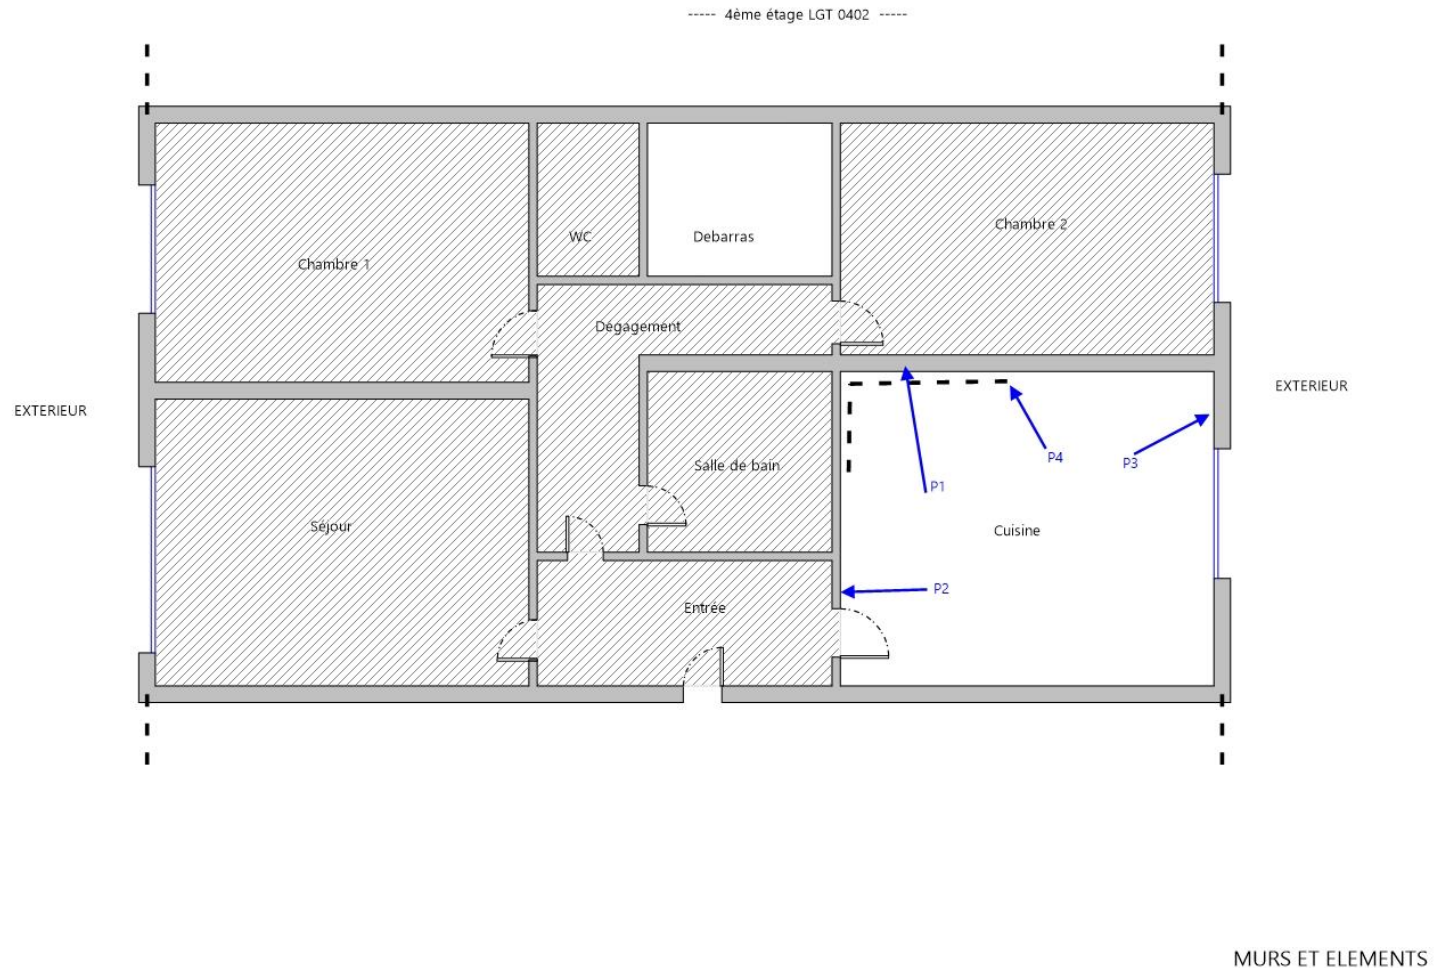 ----- 4ème étage LGT 0402 -----
WC
Debarras
Chambre 2
Chambre 1
Dégagement
EXTERIEUR
EXTERIEUR
P4
P3
Salle de bain
P1
Séjour
Cuisine
P2
Entrée
MURS ET ELEMENTS